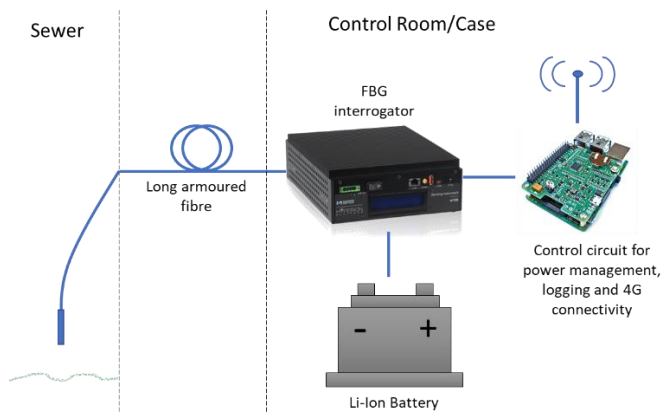 Sewer
Control Room/Case
FBG
interrogator
Long armoured
fibre
Control circuit for
power management,
logging and 4G
connectivity
- +
Li-Ion Battery